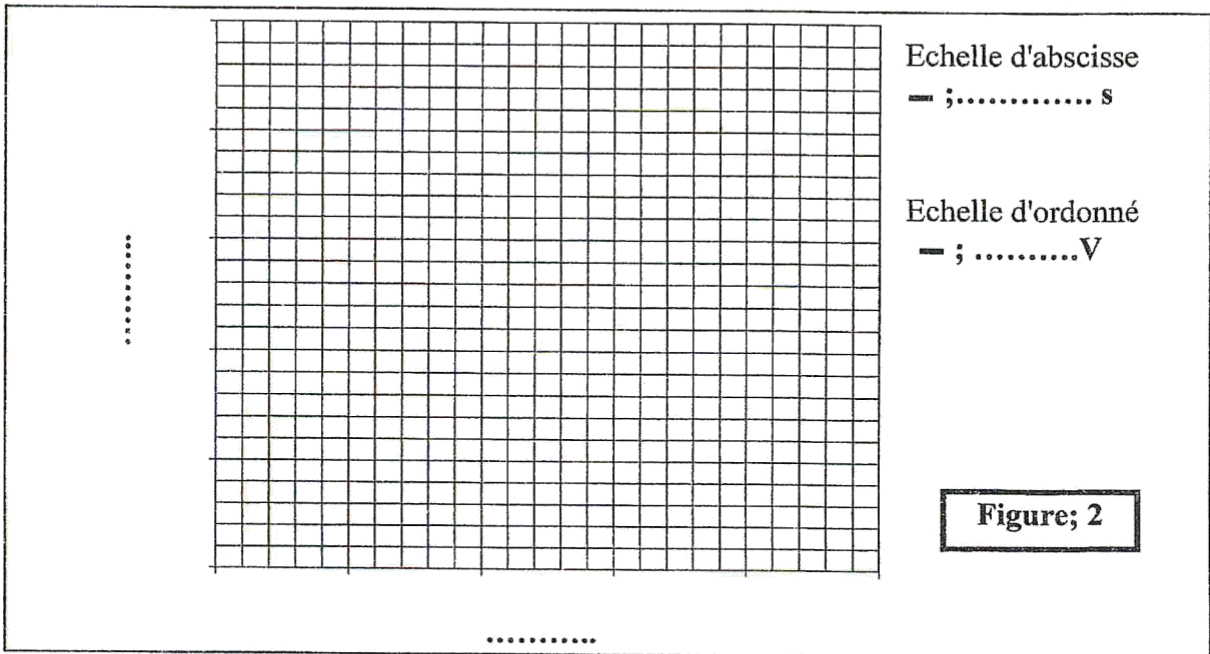 Echelle d'abscisse
— ;............. s
Echelle d'ordonné
— ; ..........V
...........
Figure; 2
...........